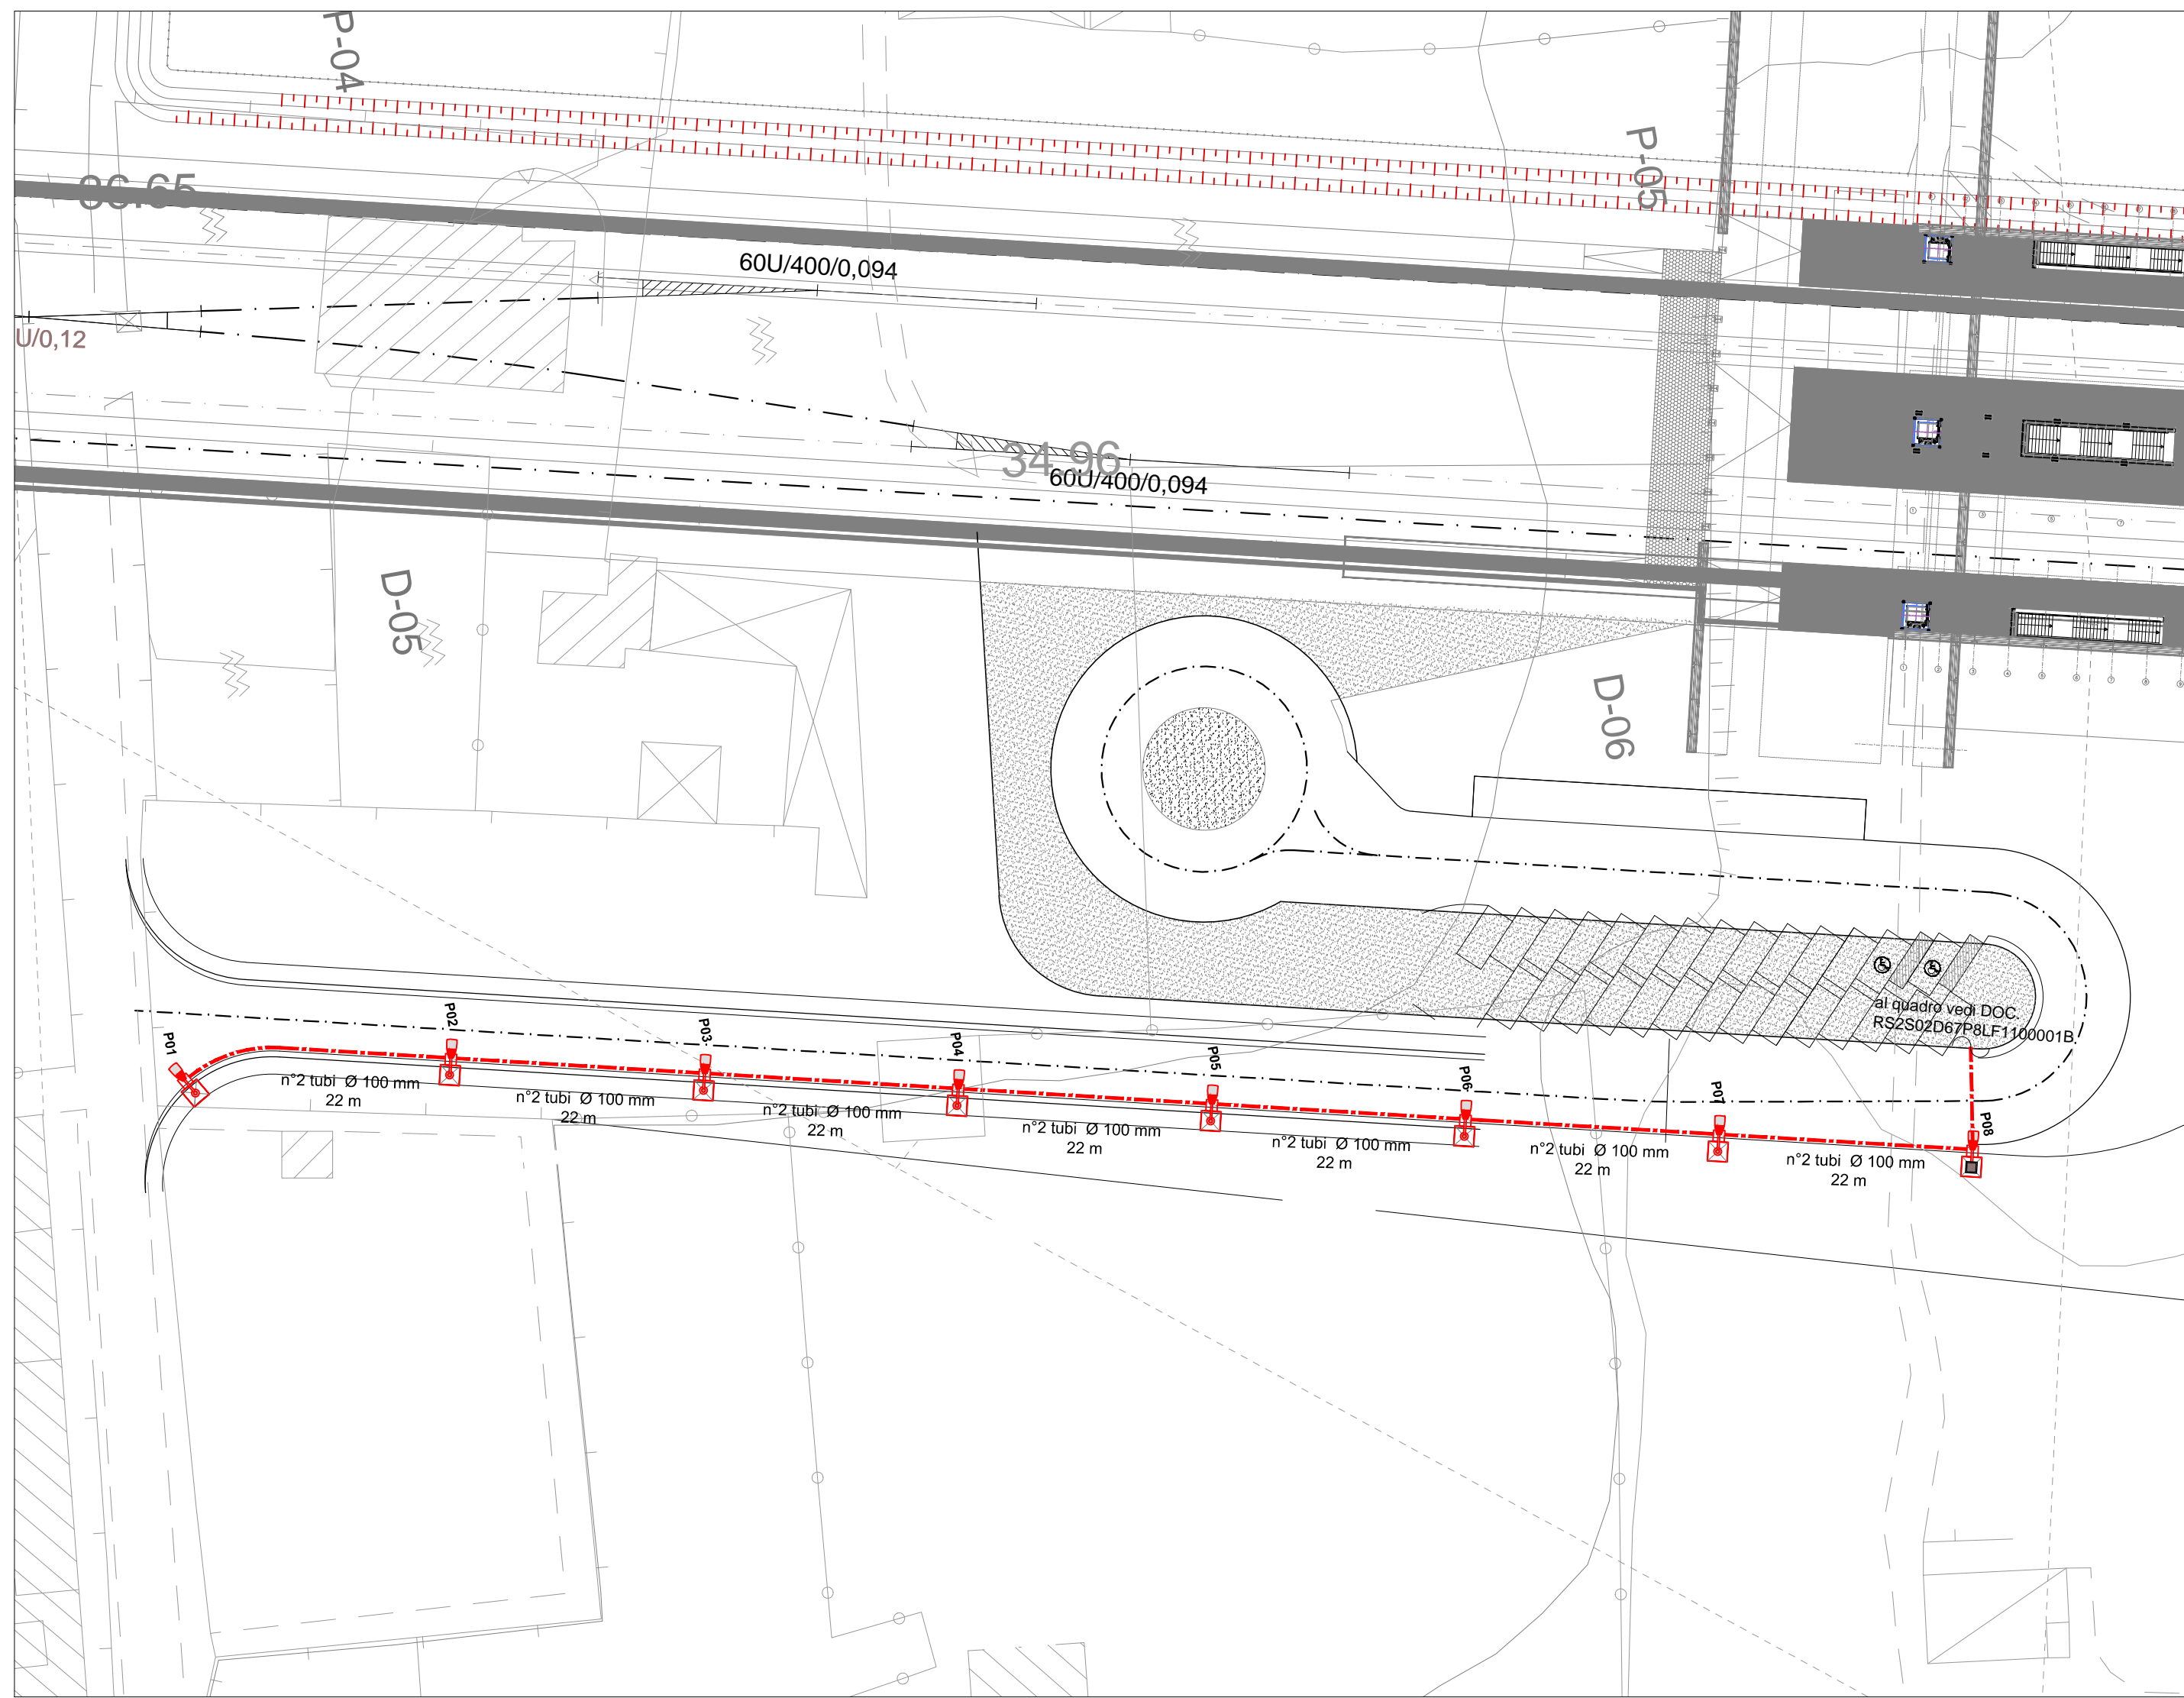 P-04
P-05
86.65
60U/400/0,094
U/0,12
34.96
60U/400/0,094
D-05
D-06
al quadro vedi DOC.
RS2S02D67P8LF1100001B
P01
P02
P03
P04
P05
P06
P07
P08
n°2 tubi Ø 100 mm
22 m
n°2 tubi Ø 100 mm
22 m
n°2 tubi Ø 100 mm
22 m
n°2 tubi Ø 100 mm
22 m
n°2 tubi Ø 100 mm
22 m
n°2 tubi Ø 100 mm
22 m
n°2 tubi Ø 100 mm
22 m